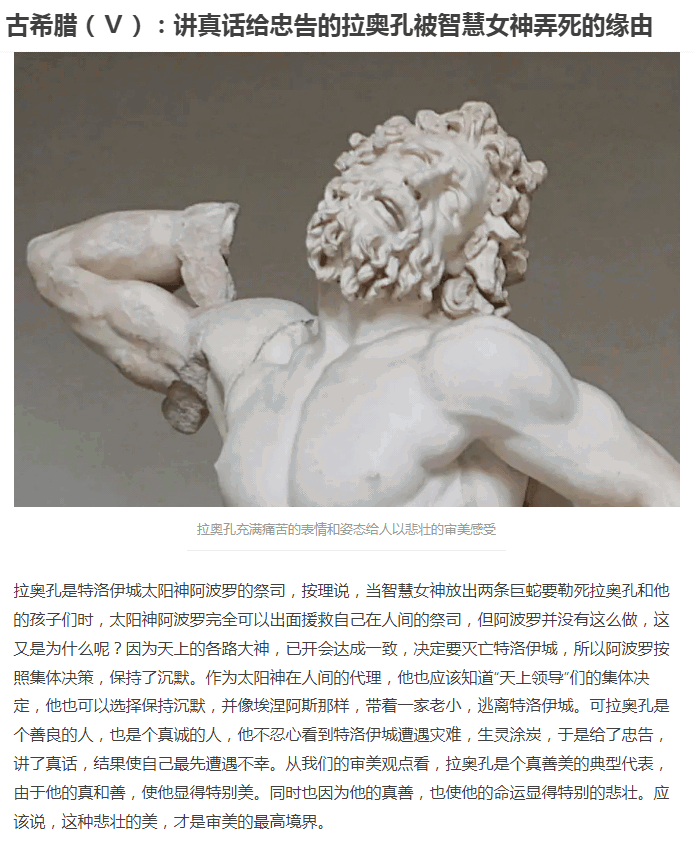 古希腊（Ⅴ）：讲真话给忠告的拉奥孔被智慧女神弄死的缘由
拉奥孔充满痛苦的表情和姿态给人以悲壮的审美感受
拉奥孔是特洛伊城太阳神阿波罗的祭司，按理说，当智慧女神放出两条巨蛇要勒死拉奥孔和他
的孩子们时，太阳神阿波罗完全可以出面援救自己在人间的祭司，但阿波罗并没有这么做，这
又是为什么呢？因为天上的各路大神，已开会达成一致，决定要灭亡特洛伊城，所以阿波罗按
照集体决策，保持了沉默。作为太阳神在人间的代理，他也应该知道“天上领导”们的集体决
定，他也可以选择保持沉默，并像埃涅阿斯那样，带着一家老小，逃离特洛伊城。可拉奥孔是
个善良的人，也是个真诚的人，他不忍心看到特洛伊城遭遇灾难，生灵涂炭，于是给了忠告，
讲了真话，结果使自己最先遭遇不幸。从我们的审美观点看，拉奥孔是个真善美的典型代表，
由于他的真和善，使他显得特别美。同时也因为他的真善，也使他的命运显得特别的悲壮。应
该说，这种悲壮的美，才是审美的最高境界。